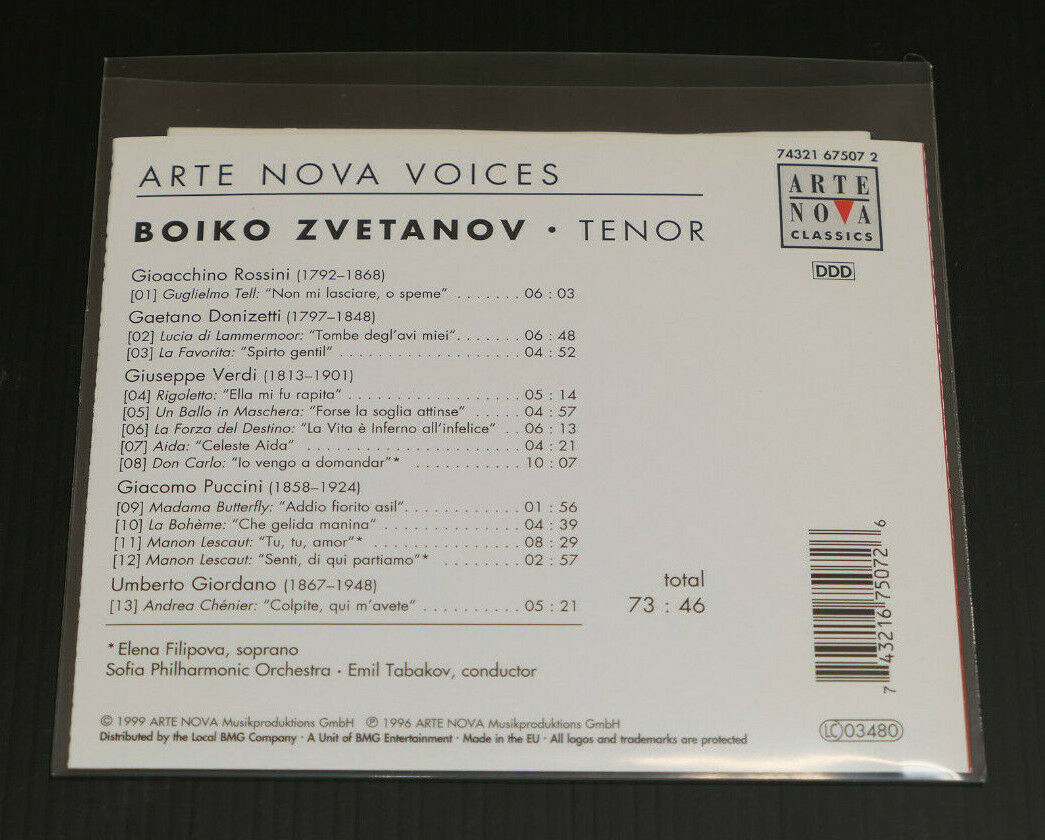 74321 67507 2
ARTE NOVA VOICES
ARTE
NOVA
CLASSICS
BOIKO ZVETANOV · TENOR
DDD
Gioacchino Rossini (1792–1868)
[01] Guglielmo Tell: “Non mi lasciare, o speme” . . . . . . . 06 : 03
Gaetano Donizetti (1797–1848)
[02] Lucia di Lammermoor: “Tombe degl'avi miei”. . . . . . . 06 : 48
[03] La Favorita: “Spirto gentil” . . . . . . . . . . . . . . . . . . . 04 : 52
Giuseppe Verdi (1813–1901)
[04] Rigoletto: “Ella mi fu rapita” . . . . . . . . . . . . . . . . . . 05 : 14
[05] Un Ballo in Maschera: “Forse la soglia attinse” . . . . . 04 : 57
[06] La Forza del Destino: “La Vita è Inferno all'infelice” . . 06 : 13
[07] Aida: “Celeste Aida” . . . . . . . . . . . . . . . . . . . . . . 04 : 21
[08] Don Carlo: “Io vengo a domandar”* . . . . . . . . . . . 10 : 07
Giacomo Puccini (1858–1924)
[09] Madama Butterfly: “Addio fiorito asil”. . . . . . . . . . . . 01 : 56
[10] La Bohème: “Che gelida manina” . . . . . . . . . . . . . . 04 : 39
[11] Manon Lescaut: “Tu, tu, amor”* . . . . . . . . . . . . . . . 08 : 29
[12] Manon Lescaut: “Senti, di qui partiamo”* . . . . . . . . 02 : 57
Umberto Giordano (1867–1948)
[13] Andrea Chénier: “Colpite, qui m'avete” . . . . . . . . . . 05 : 21
total
73 : 46
* Elena Filipova, soprano
Sofia Philharmonic Orchestra · Emil Tabakov, conductor
7 43216 75072 6
© 1999 ARTE NOVA Musikproduktions GmbH ℗ 1996 ARTE NOVA Musikproduktions GmbH
Distributed by the Local BMG Company · A Unit of BMG Entertainment · Made in the EU · All logos and trademarks are protected
LC 03480